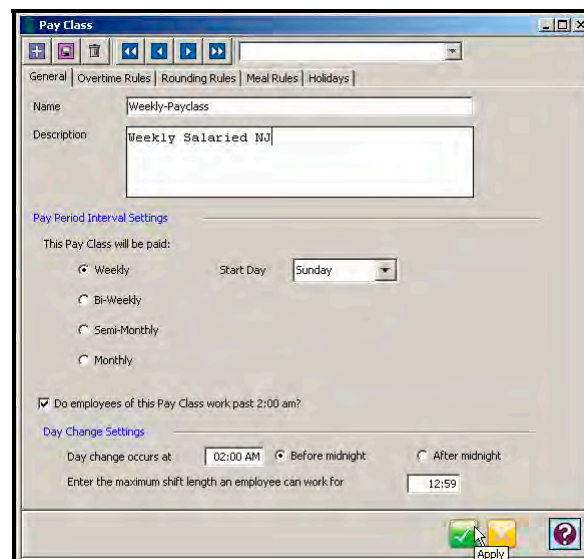 Pay Class
General Overtime Rules Rounding Rules Meal Rules Holidays
Name Weekly-Payclass
Description Weekly Salaried NJ
Pay Period Interval Settings
This Pay Class will be paid:
Weekly Start Day Sunday
Bi-Weekly
Semi-Monthly
Monthly
Do employees of this Pay Class work past 2:00 am?
Day Change Settings
Day change occurs at 02:00 AM Before midnight After midnight
Enter the maximum shift length an employee can work for 12:59
?
Apply